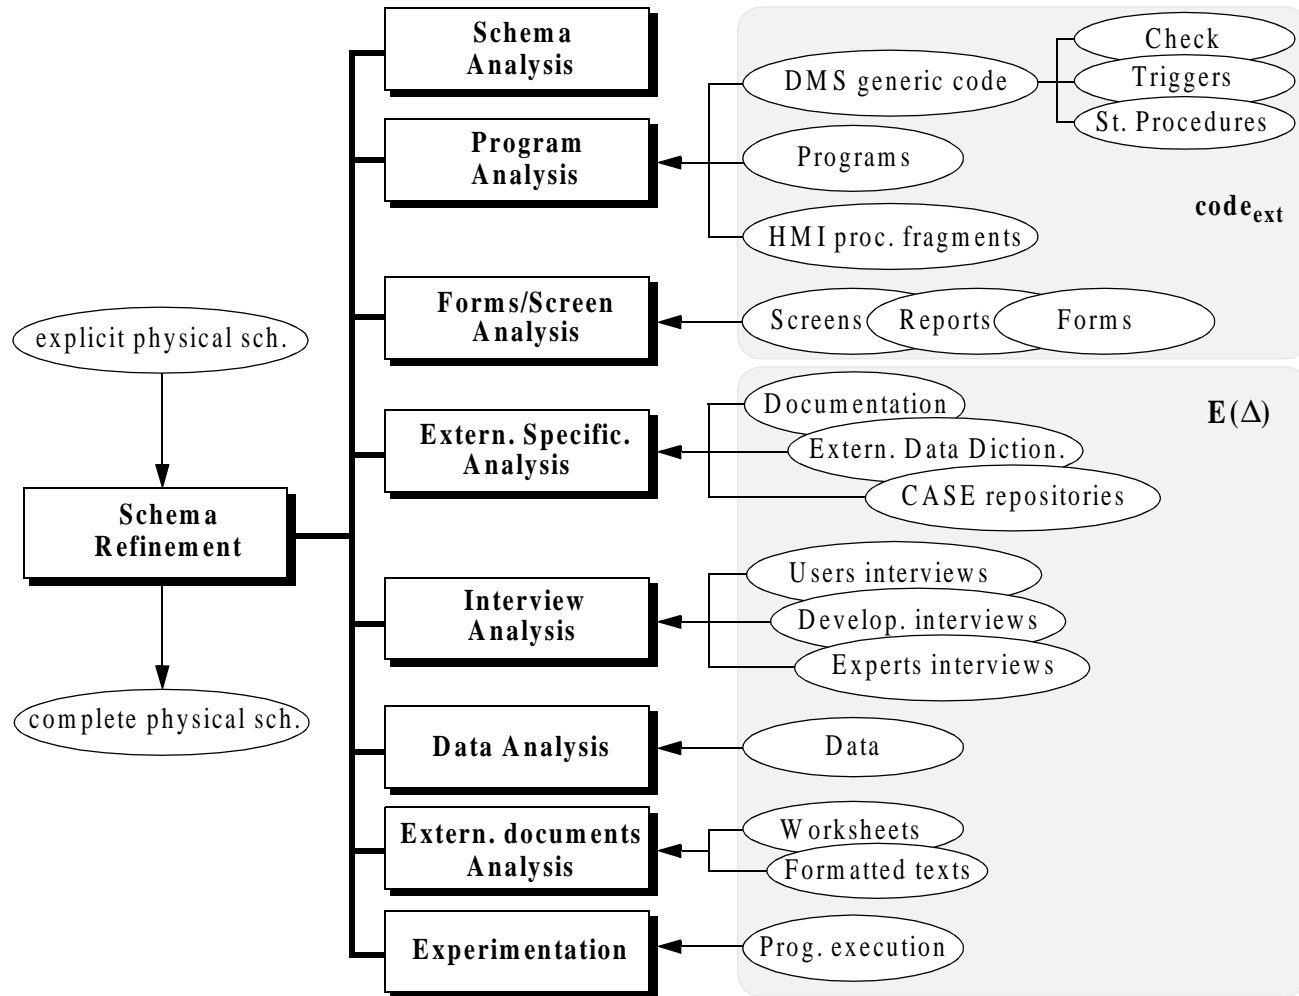 Schema
Analysis
DMS generic code
Check
Triggers
St. Procedures
Program
Analysis
Programs
HMI proc. fragments
code_ext
Forms/Screen
Analysis
Screens
Reports
Forms
explicit physical sch.
Schema
Refinement
complete physical sch.
Extern. Specific.
Analysis
Documentation
Extern. Data Diction.
CASE repositories
E(Δ)
Interview
Analysis
Users interviews
Develop. interviews
Experts interviews
Data Analysis
Data
Extern. documents
Analysis
Worksheets
Formatted texts
Experimentation
Prog. execution